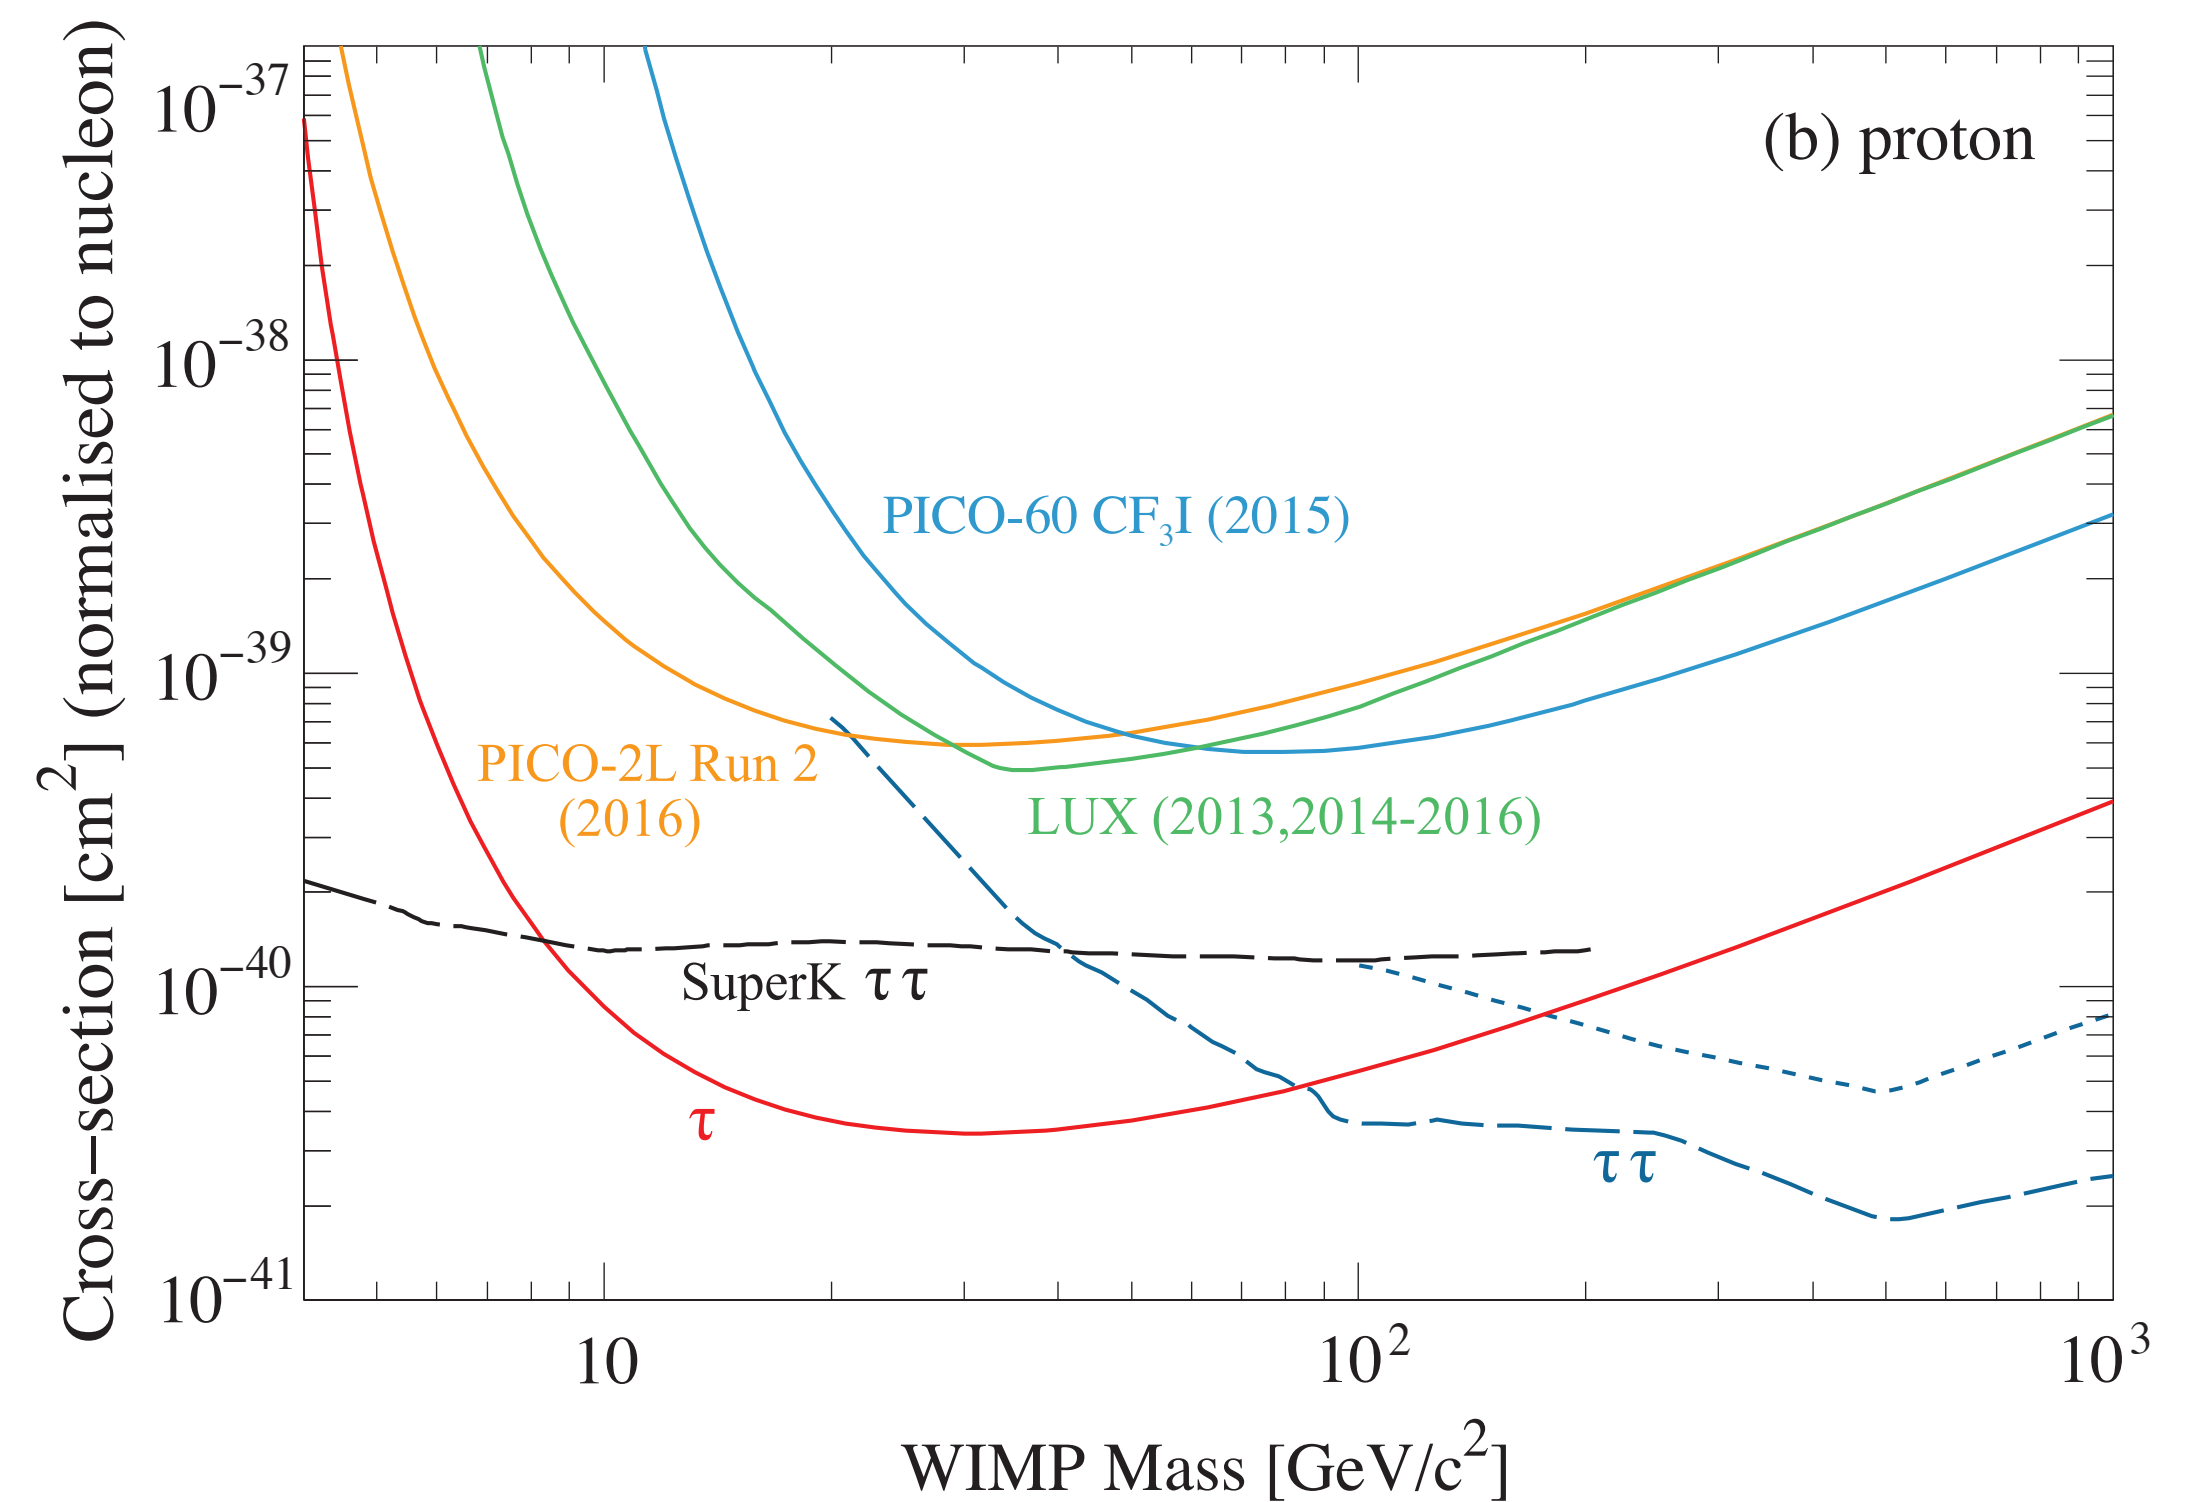 Cross−section [cm²] (normalised to nucleon)
10⁻³⁷
10⁻³⁸
10⁻³⁹
10⁻⁴⁰
10⁻⁴¹
(b) proton
PICO-60 CF₃I (2015)
PICO-2L Run 2
(2016)
LUX (2013,2014-2016)
SuperK τ τ
τ
τ τ
10
10²
10³
WIMP Mass [GeV/c²]